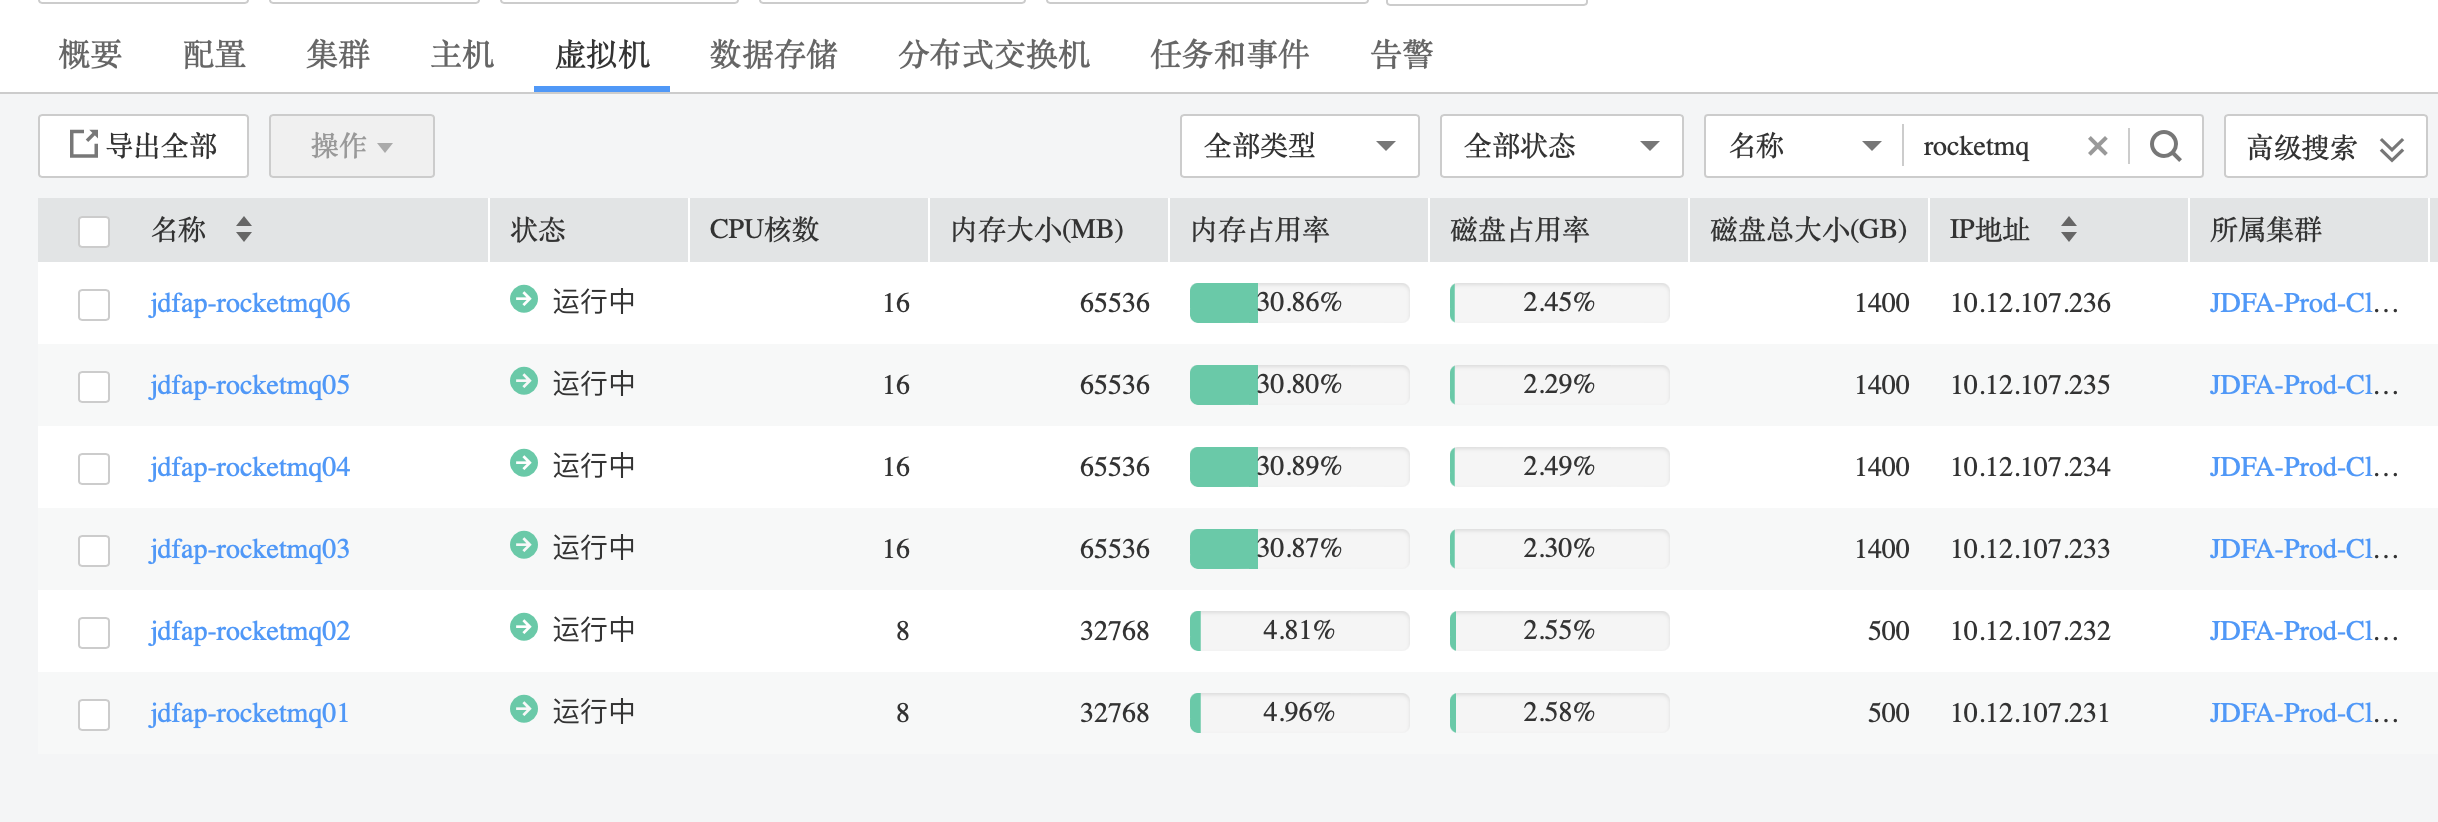 概要 配置 集群 主机 虚拟机 数据存储 分布式交换机 任务和事件 告警
导出全部 操作 全部类型 全部状态 名称 rocketmq 高级搜索
名称 状态 CPU核数 内存大小(MB) 内存占用率 磁盘占用率 磁盘总大小(GB) IP地址 所属集群
jdfap-rocketmq06 运行中 16 65536 30.86% 2.45% 1400 10.12.107.236 JDFA-Prod-Cl...
jdfap-rocketmq05 运行中 16 65536 30.80% 2.29% 1400 10.12.107.235 JDFA-Prod-Cl...
jdfap-rocketmq04 运行中 16 65536 30.89% 2.49% 1400 10.12.107.234 JDFA-Prod-Cl...
jdfap-rocketmq03 运行中 16 65536 30.87% 2.30% 1400 10.12.107.233 JDFA-Prod-Cl...
jdfap-rocketmq02 运行中 8 32768 4.81% 2.55% 500 10.12.107.232 JDFA-Prod-Cl...
jdfap-rocketmq01 运行中 8 32768 4.96% 2.58% 500 10.12.107.231 JDFA-Prod-Cl...